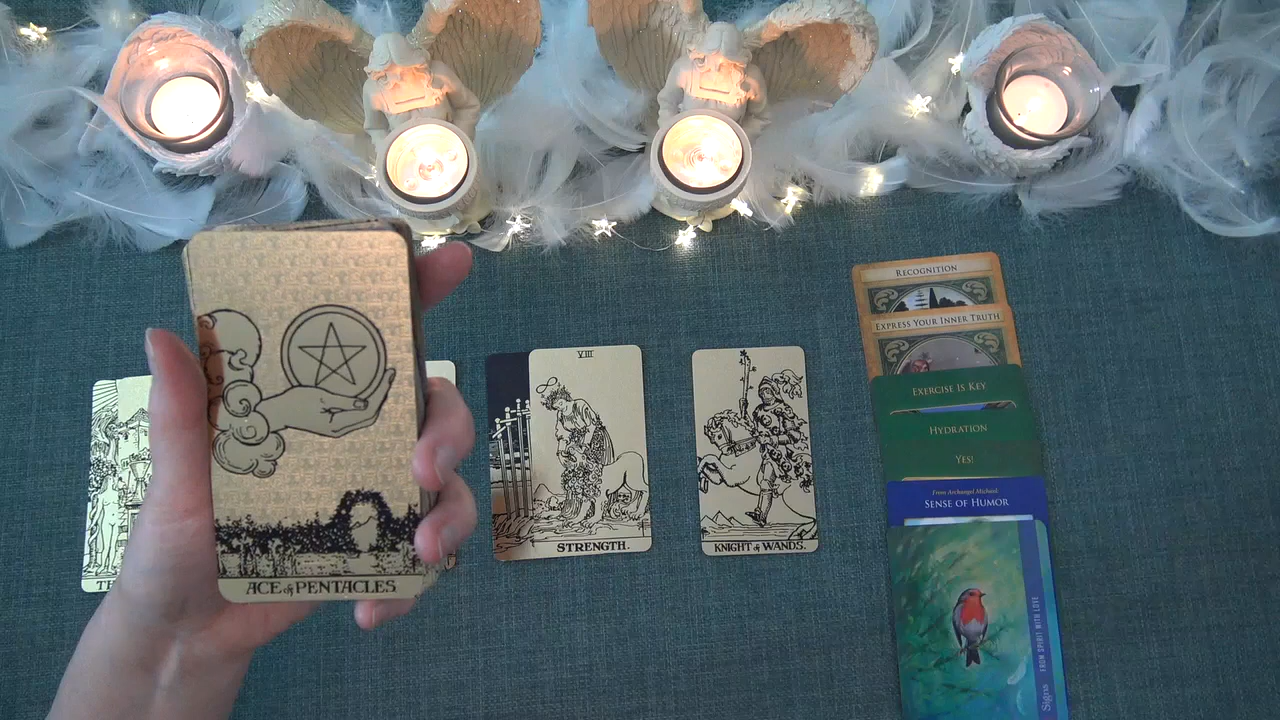 ACE of PENTACLES
VIII
STRENGTH.
KNIGHT of WANDS.
RECOGNITION
EXPRESS YOUR INNER TRUTH
EXERCISE IS KEY
HYDRATION
YES!
From Archangel Michael:
SENSE OF HUMOR
Signs
FROM SPIRIT WITH LOVE